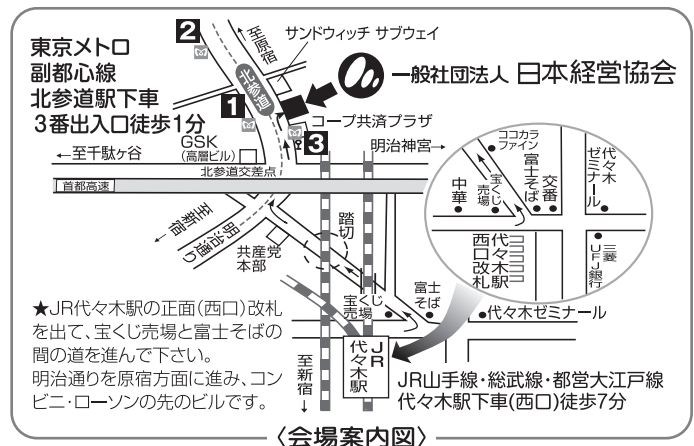 東京メトロ
副都心線
北参道駅下車
3番出入口徒歩1分
2
至原宿
サンドウィッチ サブウェイ
北参道
一般社団法人 日本経営協会
1
コープ共済プラザ
3
GSK
(高層ビル)
←至千駄ヶ谷
明治神宮→
北参道交差点
首都高速
至新宿
明治通り
共産党
本部
踏切
宝くじ
売場
富士
そば
代々木ゼミナール
JR
代々木駅
至新宿
ココカラ
ファイン
中華
宝くじ
売場
富士そば
交番
代々木
ゼミナール
代々木駅
西口改札
三菱
UFJ銀行
★JR代々木駅の正面(西口)改札
を出て、宝くじ売場と富士そばの
間の道を進んで下さい。
明治通りを原宿方面に進み、コン
ビニ・ローソンの先のビルです。
JR山手線・総武線・都営大江戸線
代々木駅下車(西口)徒歩7分
〈会場案内図〉